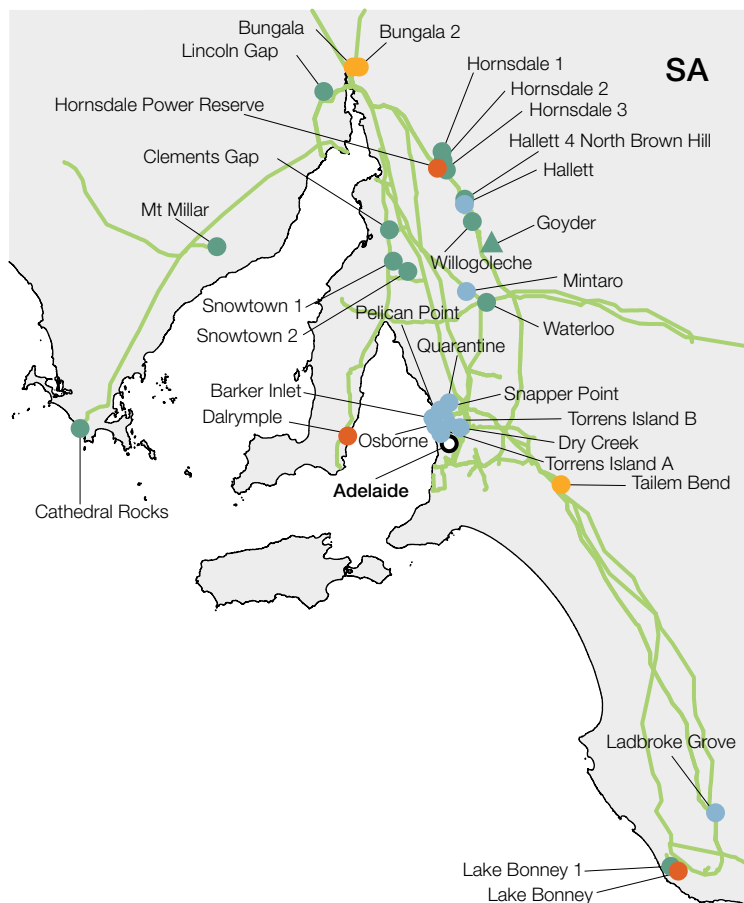 Bungala
Bungala 2
Lincoln Gap
SA
Hornsdale 1
Hornsdale 2
Hornsdale Power Reserve
Hornsdale 3
Hallett 4 North Brown Hill
Clements Gap
Hallett
Mt Millar
Goyder
Willogoleche
Mintaro
Snowtown 1
Pelican Point
Waterloo
Snowtown 2
Quarantine
Barker Inlet
Snapper Point
Dalrymple
Torrens Island B
Osborne
Dry Creek
Torrens Island A
Adelaide
Tailem Bend
Cathedral Rocks
Ladbroke Grove
Lake Bonney 1
Lake Bonney